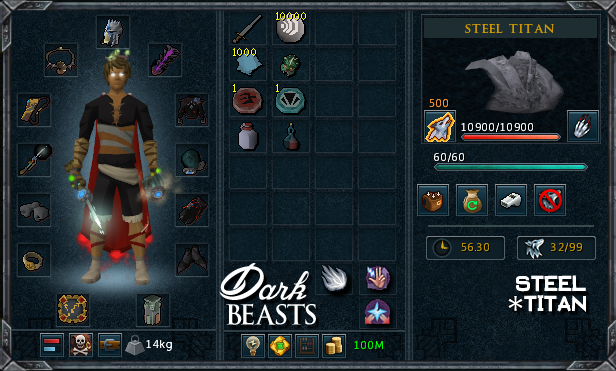 10000
1000
1
1
Dark
BEASTS
14kg
100M
STEEL TITAN
500
10900/10900
60/60
56.30
32/99
STEEL
*TITAN